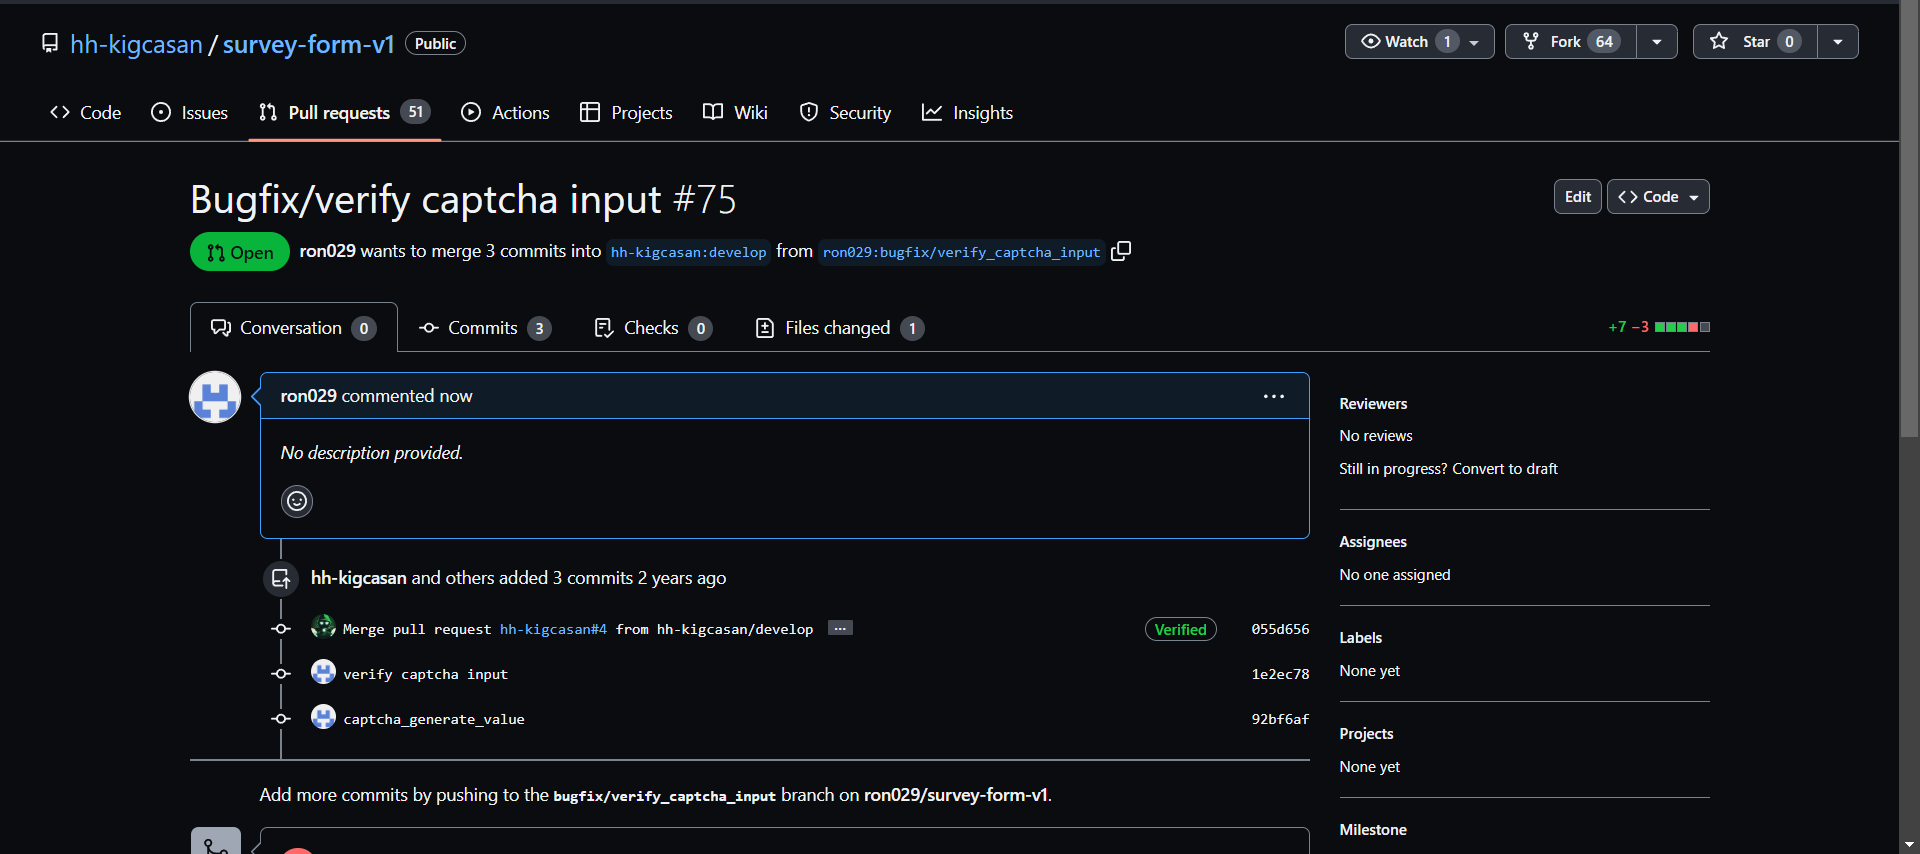 hh-kigcasan / survey-form-v1 Public
Watch 1
Fork 64
Star 0
Code
Issues
Pull requests 51
Actions
Projects
Wiki
Security
Insights
Bugfix/verify captcha input #75
Edit
Code
Open ron029 wants to merge 3 commits into hh-kigcasan:develop from ron029:bugfix/verify_captcha_input
Conversation 0
Commits 3
Checks 0
Files changed 1
+7 −3
ron029 commented now
No description provided.
hh-kigcasan and others added 3 commits 2 years ago
Merge pull request hh-kigcasan#4 from hh-kigcasan/develop ... Verified 055d656
verify captcha input 1e2ec78
captcha_generate_value 92bf6af
Add more commits by pushing to the bugfix/verify_captcha_input branch on ron029/survey-form-v1.
Reviewers
No reviews
Still in progress? Convert to draft
Assignees
No one assigned
Labels
None yet
Projects
None yet
Milestone